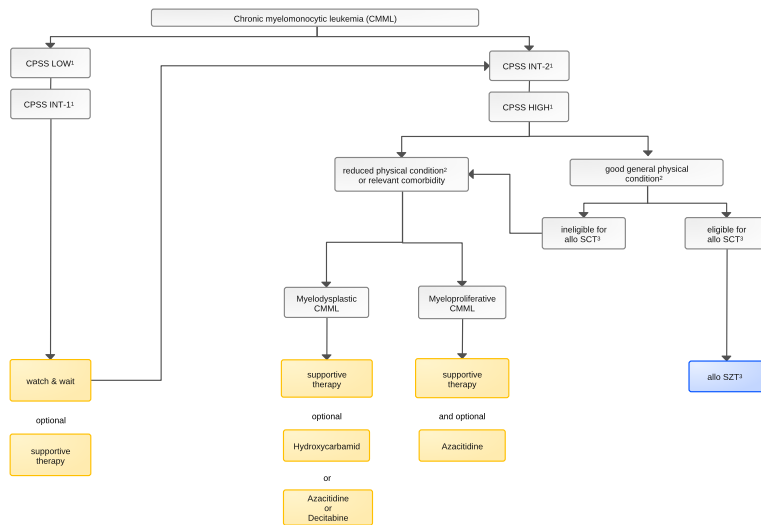 Chronic myelomonocytic leukemia (CMML)
CPSS LOW¹
CPSS INT-1¹
CPSS INT-2¹
CPSS HIGH¹
reduced physical condition²
or relevant comorbidity
good general physical
condition²
ineligible for
allo SCT³
eligible for
allo SCT³
Myelodysplastic
CMML
Myeloproliferative
CMML
watch & wait
optional
supportive
therapy
supportive
therapy
optional
Hydroxycarbamid
or
Azacitidine
or
Decitabine
supportive
therapy
and optional
Azacitidine
allo SZT³